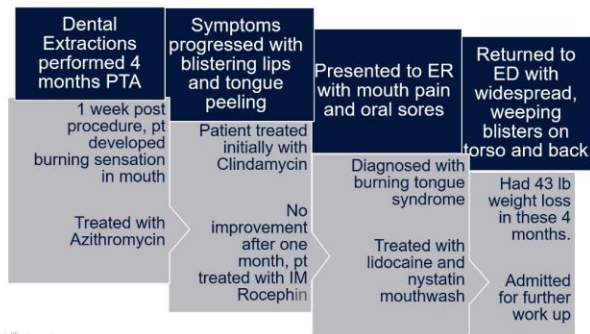 Dental
Extractions
performed 4
months PTA
1 week post
procedure, pt
developed
burning sensation
in mouth
Treated with
Azithromycin
Symptoms
progressed with
blistering lips
and tongue
peeling
Patient treated
initially with
Clindamycin
No
improvement
after one
month, pt
treated with IM
Rocephin
Presented to ER
with mouth pain
and oral sores
Diagnosed with
burning tongue
syndrome
Treated with
lidocaine and
nystatin
mouthwash
Returned to
ED with
widespread,
weeping
blisters on
torso and back
Had 43 lb
weight loss
in these 4
months.
Admitted
for further
work up